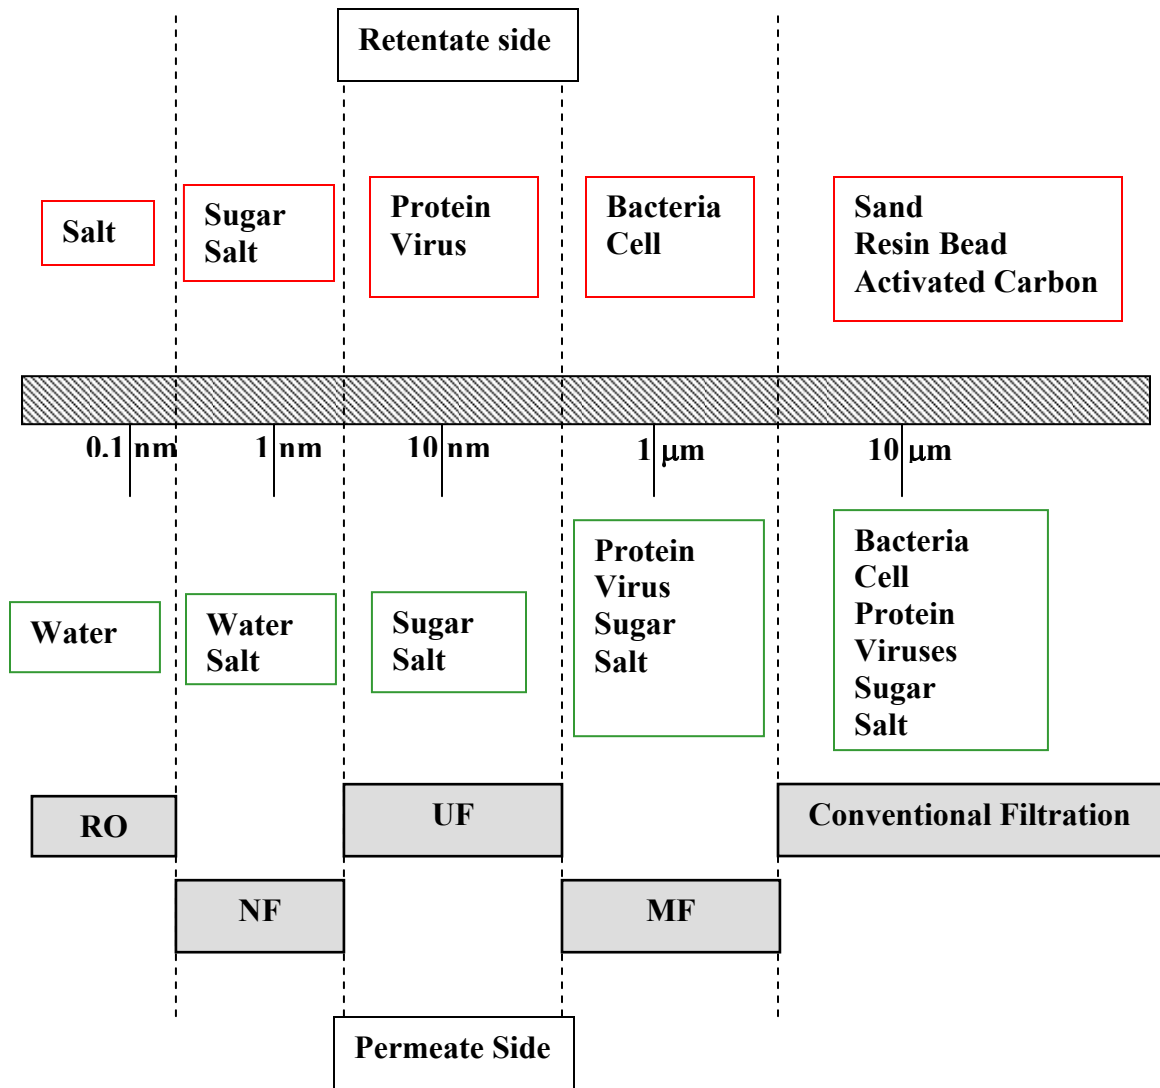 Retentate side
Salt
Sugar
Salt
Protein
Virus
Bacteria
Cell
Sand
Resin Bead
Activated Carbon
0.1 nm
1 nm
10 nm
1 μm
10 μm
Water
Water
Salt
Sugar
Salt
Protein
Virus
Sugar
Salt
Bacteria
Cell
Protein
Viruses
Sugar
Salt
RO
UF
Conventional Filtration
NF
MF
Permeate Side